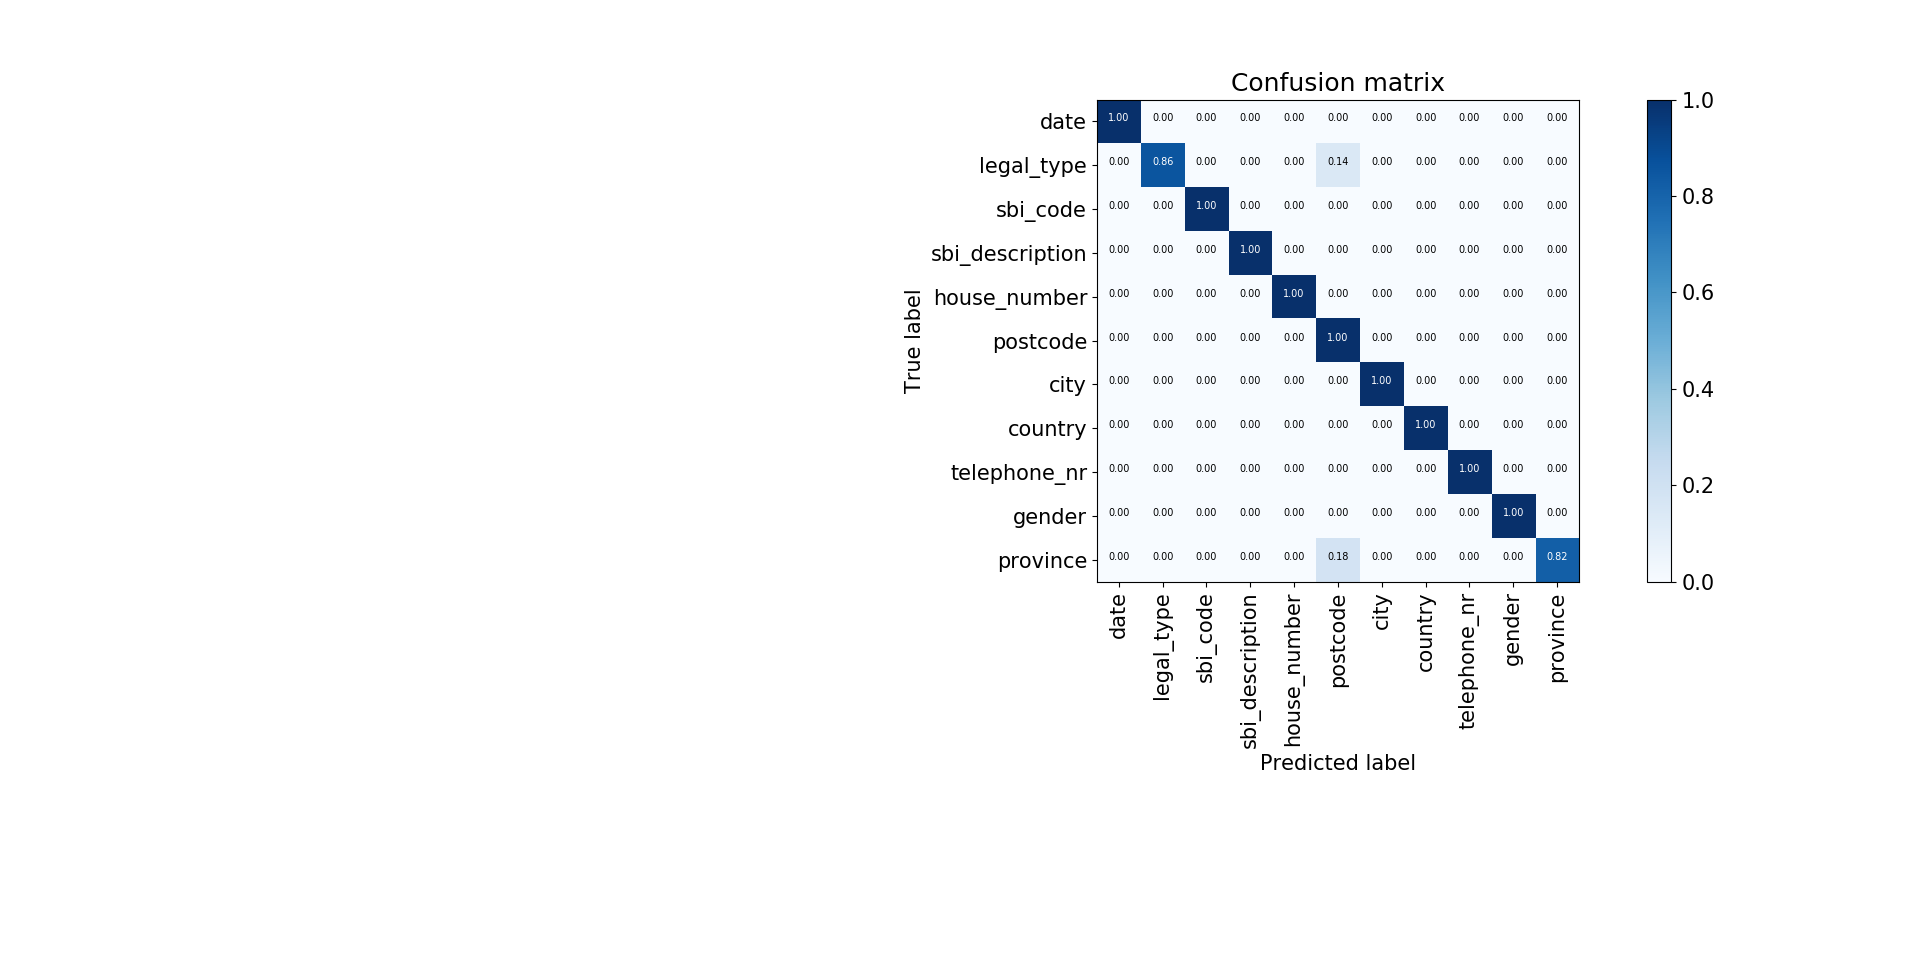 Confusion matrix
True label
date 1.00 0.00 0.00 0.00 0.00 0.00 0.00 0.00 0.00 0.00 0.00
legal_type 0.00 0.86 0.00 0.00 0.00 0.14 0.00 0.00 0.00 0.00 0.00
sbi_code 0.00 0.00 1.00 0.00 0.00 0.00 0.00 0.00 0.00 0.00 0.00
sbi_description 0.00 0.00 0.00 1.00 0.00 0.00 0.00 0.00 0.00 0.00 0.00
house_number 0.00 0.00 0.00 0.00 1.00 0.00 0.00 0.00 0.00 0.00 0.00
postcode 0.00 0.00 0.00 0.00 0.00 1.00 0.00 0.00 0.00 0.00 0.00
city 0.00 0.00 0.00 0.00 0.00 0.00 1.00 0.00 0.00 0.00 0.00
country 0.00 0.00 0.00 0.00 0.00 0.00 0.00 1.00 0.00 0.00 0.00
telephone_nr 0.00 0.00 0.00 0.00 0.00 0.00 0.00 0.00 1.00 0.00 0.00
gender 0.00 0.00 0.00 0.00 0.00 0.00 0.00 0.00 0.00 1.00 0.00
province 0.00 0.00 0.00 0.00 0.00 0.18 0.00 0.00 0.00 0.00 0.82
date legal_type sbi_code sbi_description house_number postcode city country telephone_nr gender province
Predicted label
1.0
0.8
0.6
0.4
0.2
0.0